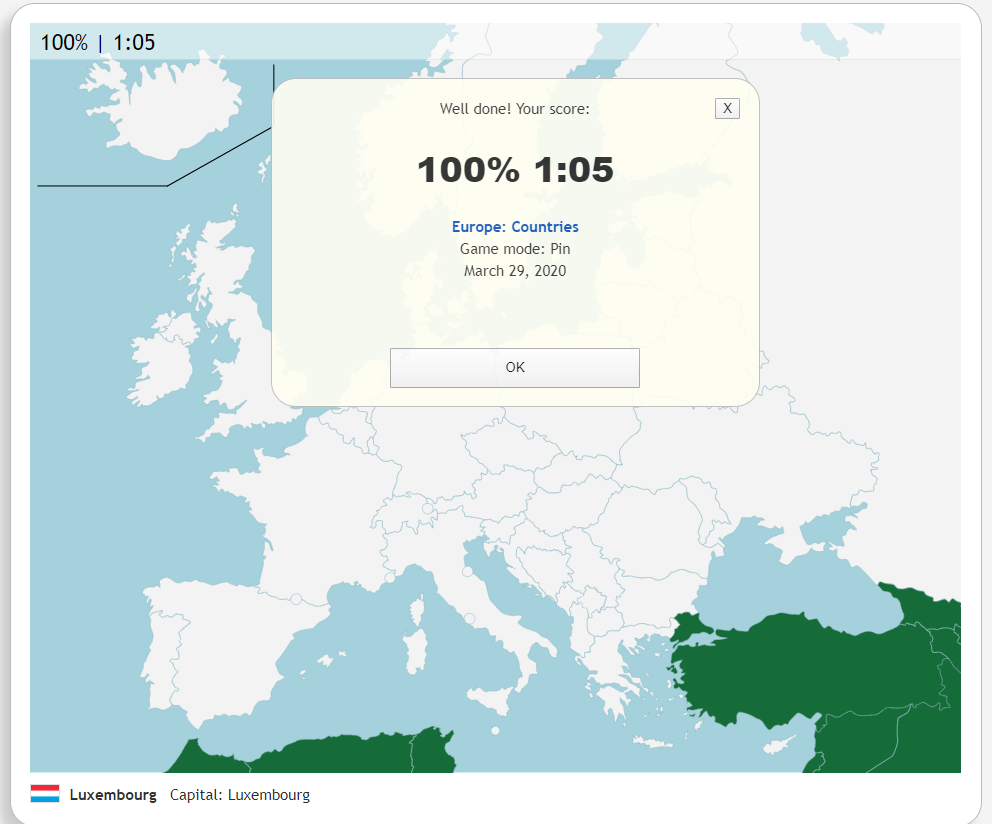 100% | 1:05
Well done! Your score:
X
100% 1:05
Europe: Countries
Game mode: Pin
March 29, 2020
OK
Luxembourg Capital: Luxembourg